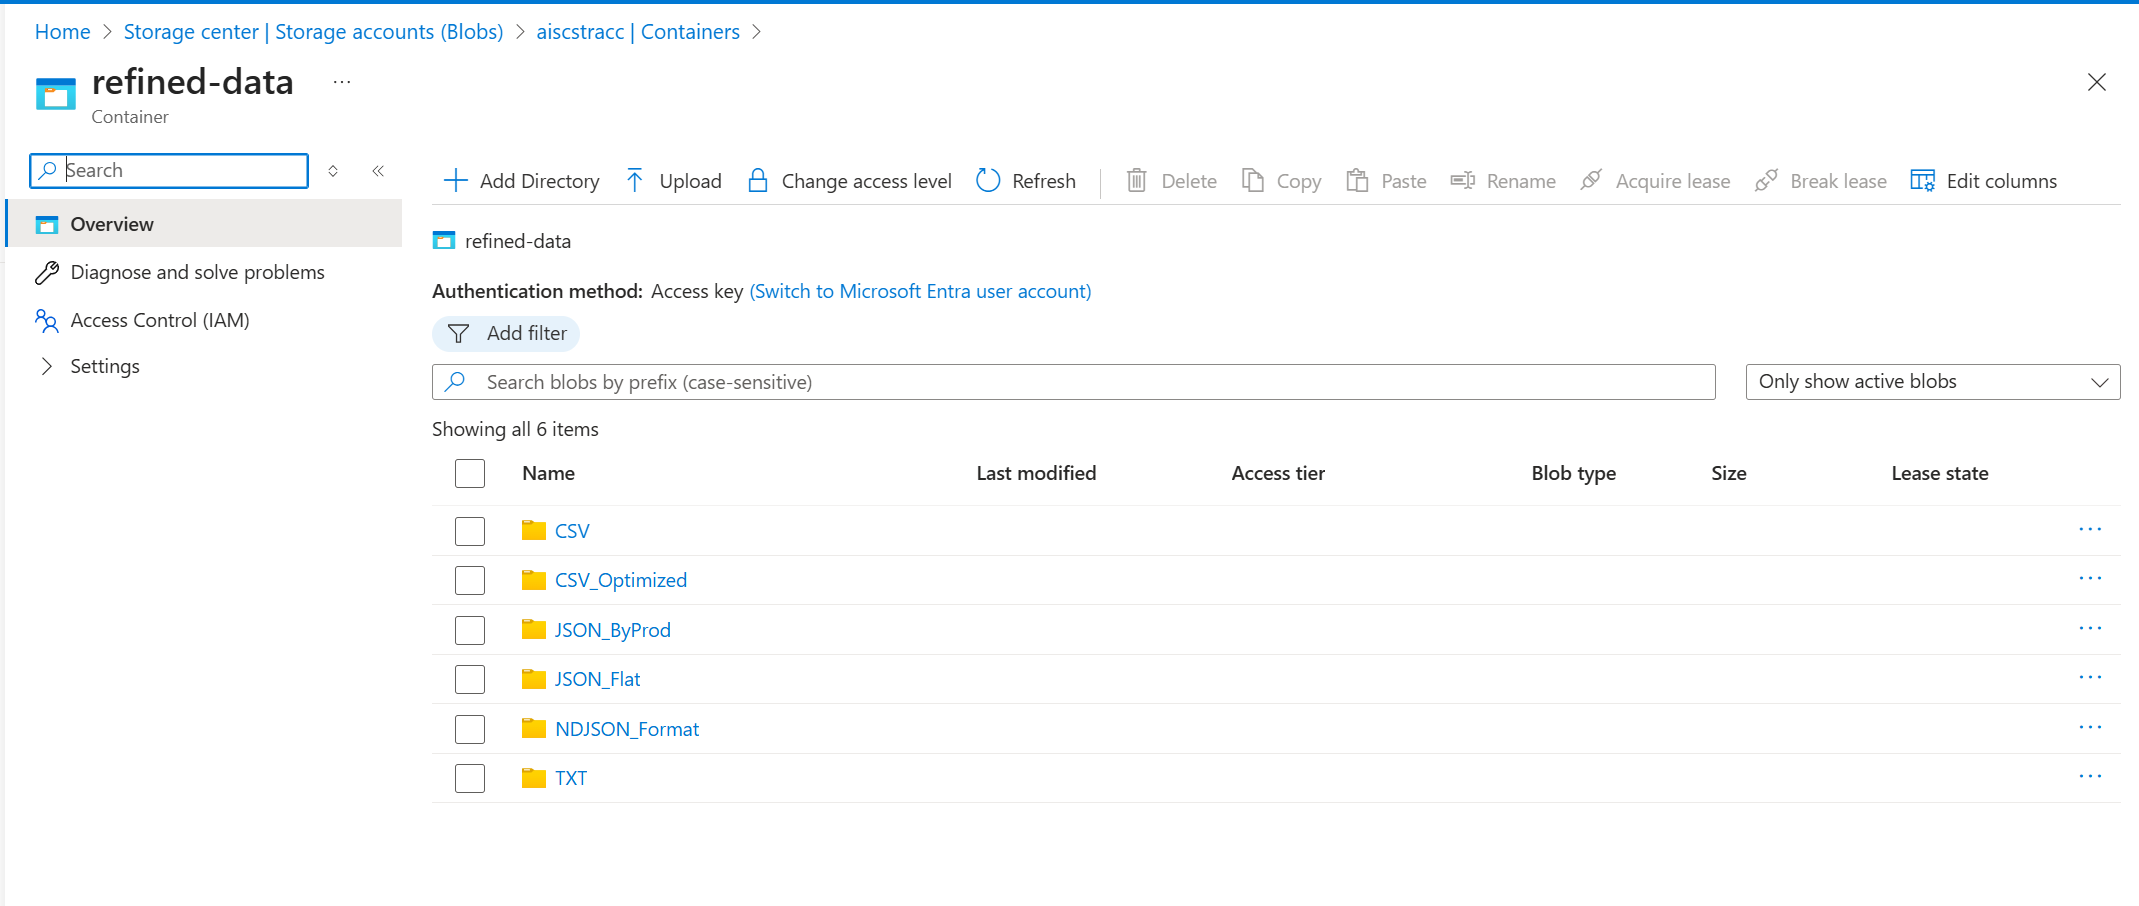 Home > Storage center | Storage accounts (Blobs) > aiscstracc | Containers >
refined-data ...
Container
Search
Overview
Diagnose and solve problems
Access Control (IAM)
Settings
Add Directory Upload Change access level Refresh Delete Copy Paste Rename Acquire lease Break lease Edit columns
refined-data
Authentication method: Access key (Switch to Microsoft Entra user account)
Add filter
Search blobs by prefix (case-sensitive) Only show active blobs
Showing all 6 items
Name Last modified Access tier Blob type Size Lease state
CSV
CSV_Optimized
JSON_ByProd
JSON_Flat
NDJSON_Format
TXT